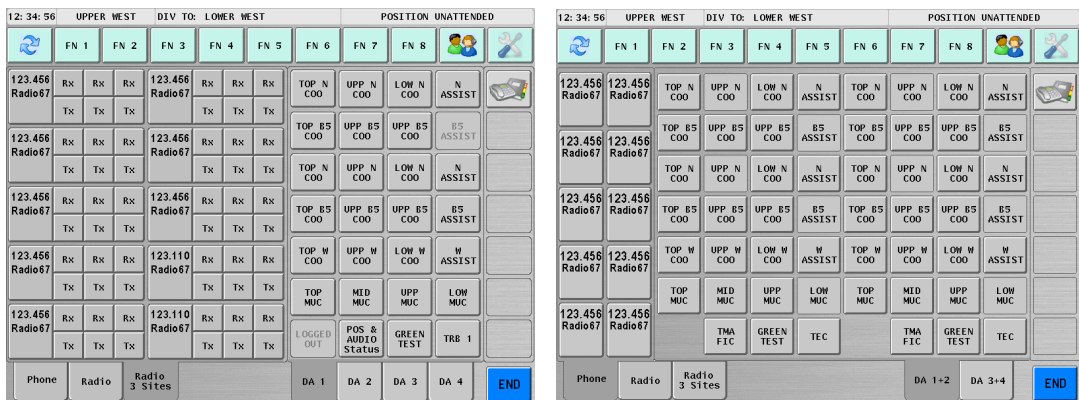 12: 34: 56 UPPER WEST DIV TO: LOWER WEST POSITION UNATTENDED
FN 1 FN 2 FN 3 FN 4 FN 5 FN 6 FN 7 FN 8
123.456 Rx Rx Rx 123.456 Rx Rx Rx TOP N UPP N LOW N N
Radio67 Radio67 COO COO COO ASSIST
Tx Tx Tx Tx Tx Tx
123.456 Rx Rx Rx 123.456 Rx Rx Rx TOP B5 UPP B5 UPP B5 B5
Radio67 Radio67 COO COO COO ASSIST
Tx Tx Tx Tx Tx Tx TOP N UPP N LOW N N
COO COO COO ASSIST
123.456 Rx Rx Rx 123.456 Rx Rx Rx
Radio67 Radio67 TOP B5 UPP B5 UPP B5 B5
Tx Tx Tx Tx Tx Tx COO COO COO ASSIST
123.456 Rx Rx Rx 123.110 Rx Rx Rx TOP W UPP W LOW W W
Radio67 Radio67 COO COO COO ASSIST
Tx Tx Tx Tx Tx Tx TOP MID UPP LOW
MUC MUC MUC MUC
123.456 Rx Rx Rx 123.110 Rx Rx Rx
Radio67 Radio67 LOGGED POS & GREEN TRB 1
Tx Tx Tx Tx Tx Tx OUT AUDIO TEST
Status
Phone Radio Radio DA 1 DA 2 DA 3 DA 4 END
3 Sites
12: 34: 56 UPPER WEST DIV TO: LOWER WEST POSITION UNATTENDED
FN 1 FN 2 FN 3 FN 4 FN 5 FN 6 FN 7 FN 8
123.456 123.456 TOP N UPP N LOW N N TOP N UPP N LOW N N
Radio67 Radio67 COO COO COO ASSIST COO COO COO ASSIST
TOP B5 UPP B5 UPP B5 B5 TOP B5 UPP B5 UPP B5 B5
123.456 123.456 COO COO COO ASSIST COO COO COO ASSIST
Radio67 Radio67
TOP N UPP N LOW N N TOP N UPP N LOW N N
COO COO COO ASSIST COO COO COO ASSIST
123.456 123.456
Radio67 Radio67 TOP B5 UPP B5 UPP B5 B5 TOP B5 UPP B5 UPP B5 B5
COO COO COO ASSIST COO COO COO ASSIST
123.456 123.456 TOP W UPP W LOW W W TOP W UPP W LOW W W
Radio67 Radio67 COO COO COO ASSIST COO COO COO ASSIST
TOP MID UPP LOW TOP MID UPP LOW
MUC MUC MUC MUC MUC MUC MUC MUC
123.456 123.456
Radio67 Radio67 TMA GREEN TEC TMA GREEN TEC
FIC TEST FIC TEST
Phone Radio Radio DA 1+2 DA 3+4 END
3 Sites